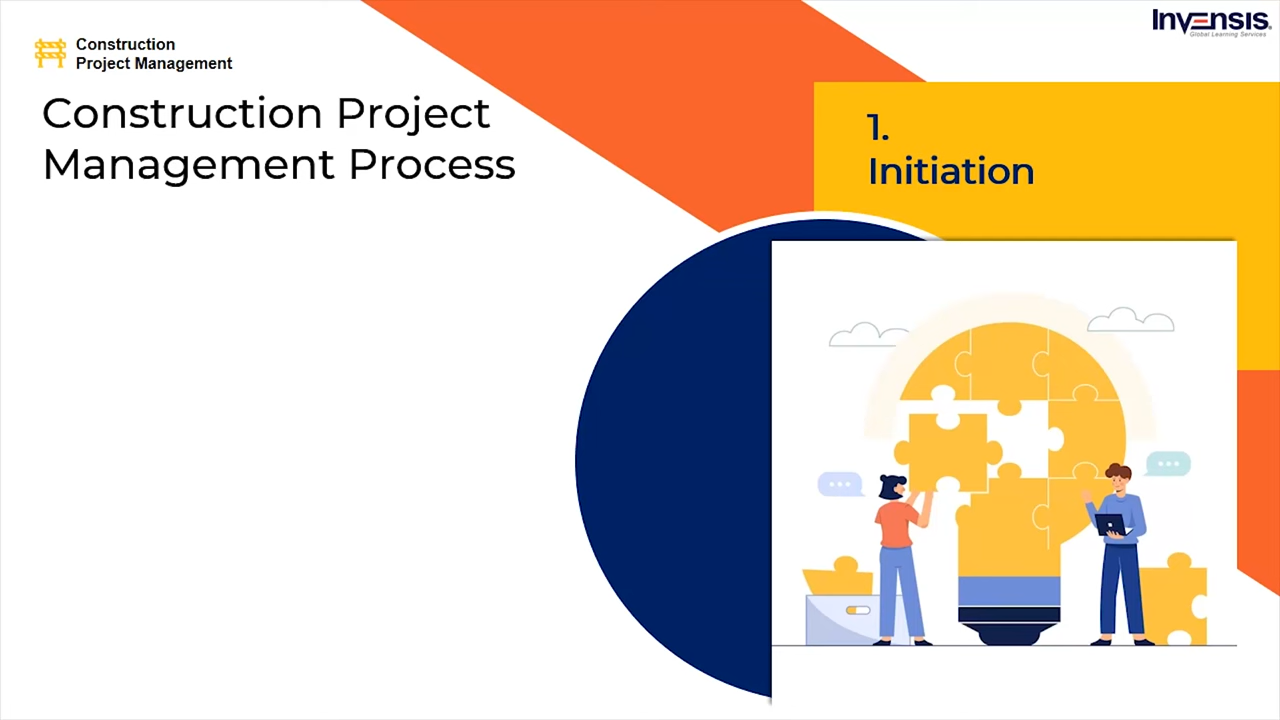 Construction
Project Management
Construction Project
Management Process
Invensis
Global Learning Services
1.
Initiation